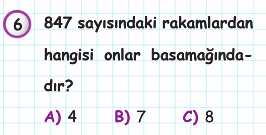 6 847 sayısındaki rakamlardan
hangisi onlar basamağında-
dır?
A) 4 B) 7 C) 8